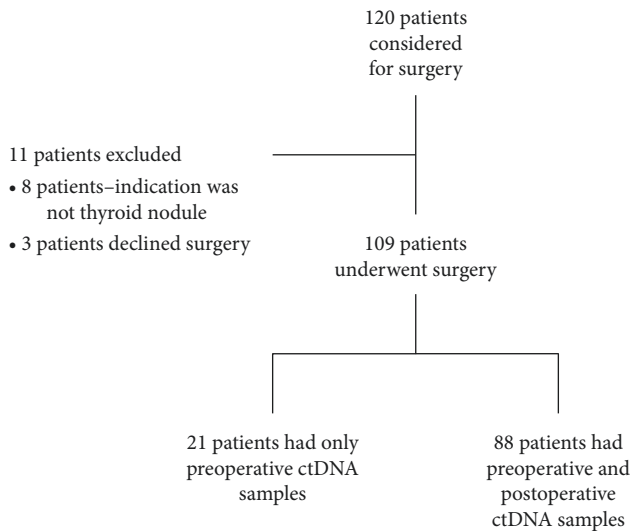 120 patients
considered
for surgery
11 patients excluded
• 8 patients–indication was
not thyroid nodule
• 3 patients declined surgery
109 patients
underwent surgery
21 patients had only
preoperative ctDNA
samples
88 patients had
preoperative and
postoperative
ctDNA samples